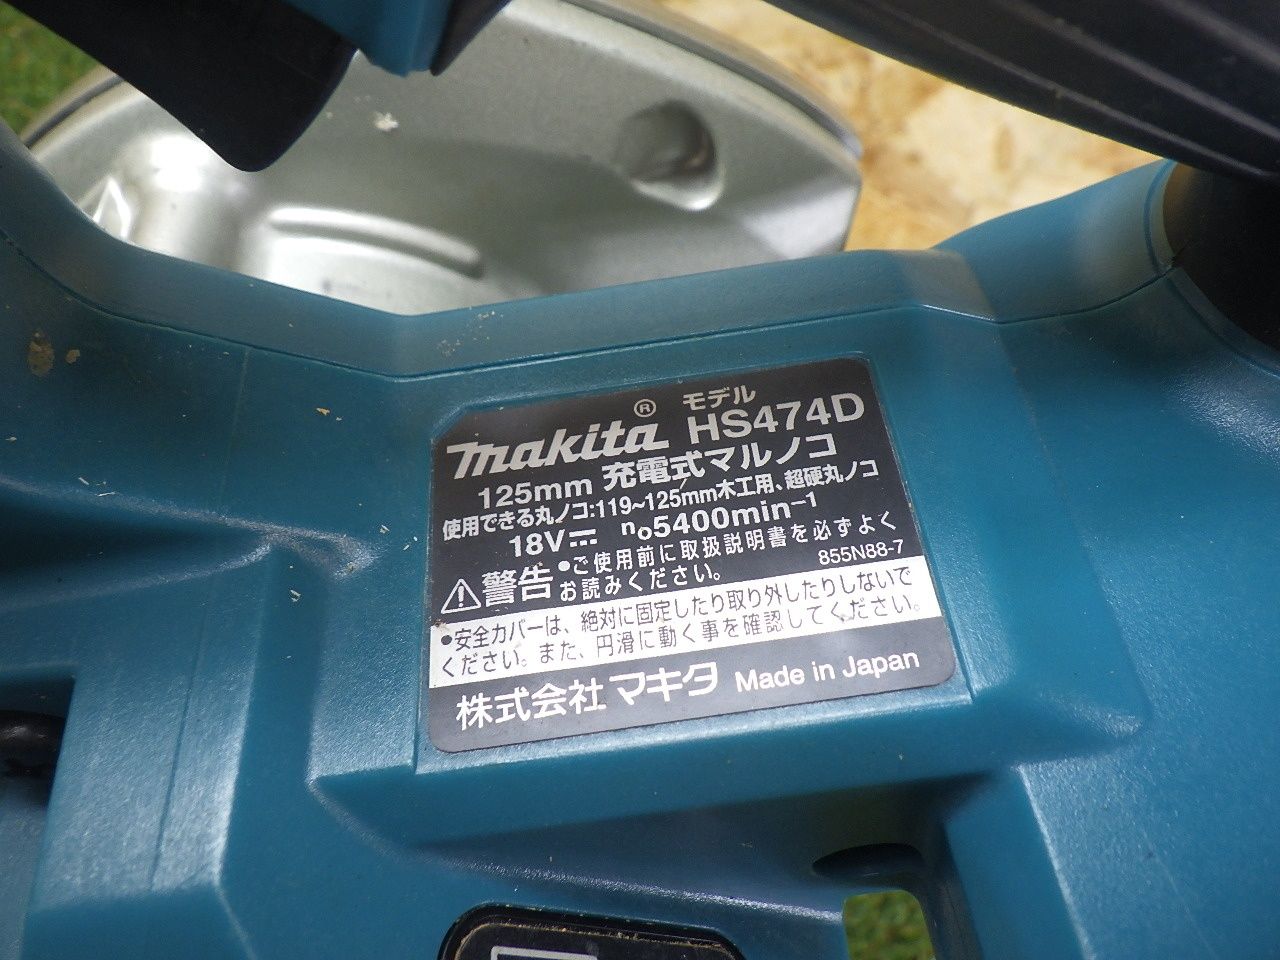 makita® モデル HS474D
125mm 充電式マルノコ
使用できる丸ノコ:119~125mm木工用、超硬丸ノコ
18V⎓ n₀5400min⁻¹
⚠警告 •ご使用前に取扱説明書を必ずよく
お読みください。 855N88-7
•安全カバーは、絶対に固定したり取り外したりしないで
ください。また、円滑に動く事を確認してください。
株式会社 マキタ Made in Japan